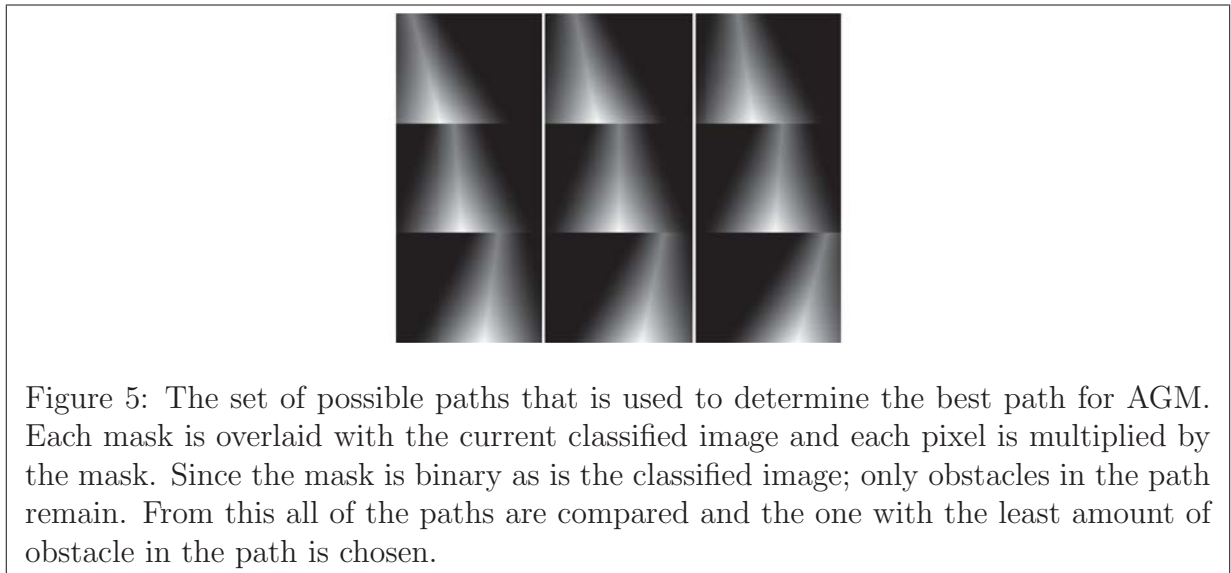 Figure 5: The set of possible paths that is used to determine the best path for AGM.
Each mask is overlaid with the current classified image and each pixel is multiplied by
the mask. Since the mask is binary as is the classified image; only obstacles in the path
remain. From this all of the paths are compared and the one with the least amount of
obstacle in the path is chosen.